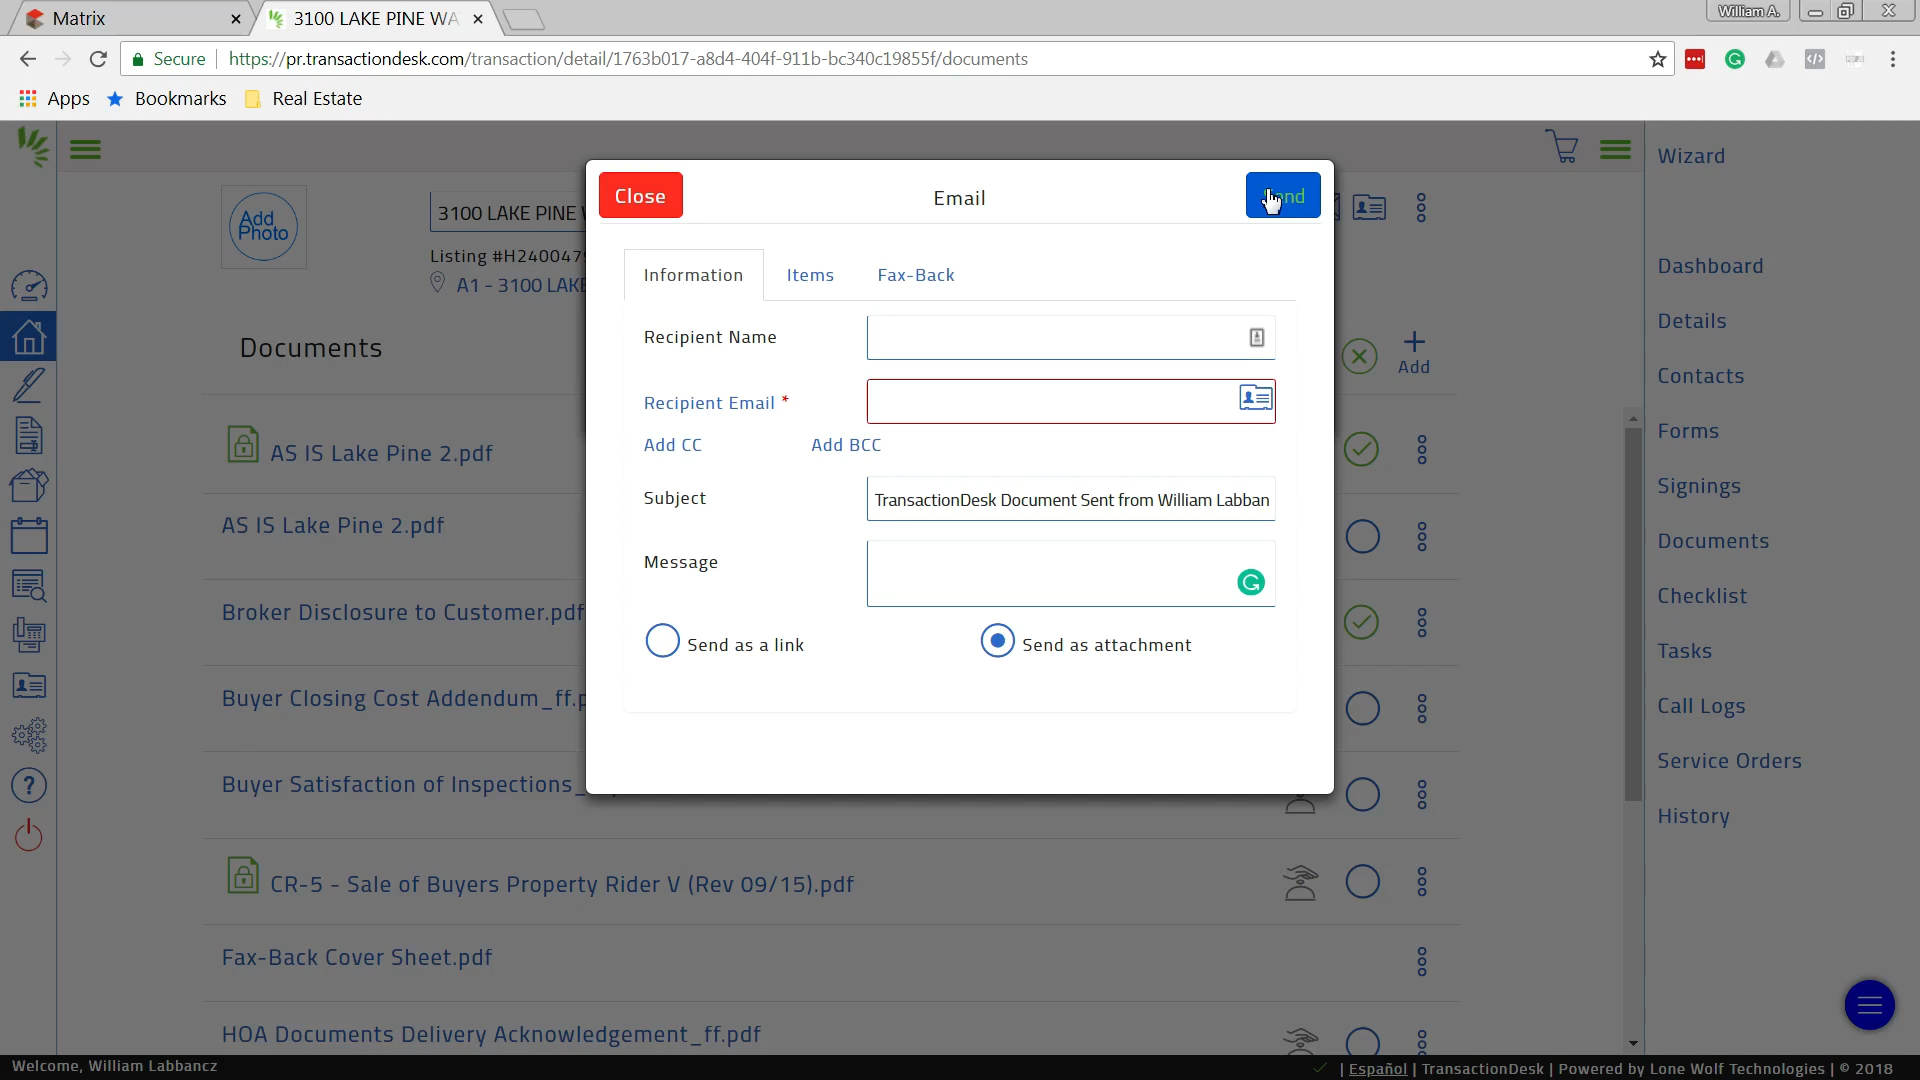 Matrix
3100 LAKE PINE WA
William A.
Secure
https://pr.transactiondesk.com/transaction/detail/1763b017-a8d4-404f-911b-bc340c19855f/documents
Apps
Bookmarks
Real Estate
Add Photo
3100 LAKE PINE
Listing #H240047
A1 - 3100 LAKE
Documents
Add
AS IS Lake Pine 2.pdf
AS IS Lake Pine 2.pdf
Broker Disclosure to Customer.pdf
Buyer Closing Cost Addendum_ff.p
Buyer Satisfaction of Inspections_
CR-5 - Sale of Buyers Property Rider V (Rev 09/15).pdf
Fax-Back Cover Sheet.pdf
HOA Documents Delivery Acknowledgement_ff.pdf
Close
Email
Information
Items
Fax-Back
Recipient Name
Recipient Email *
Add CC
Add BCC
Subject
TransactionDesk Document Sent from William Labban
Message
Send as a link
Send as attachment
Wizard
Dashboard
Details
Contacts
Forms
Signings
Documents
Checklist
Tasks
Call Logs
Service Orders
History
Welcome, William Labbancz
| Español | TransactionDesk | Powered by Lone Wolf Technologies | © 2018